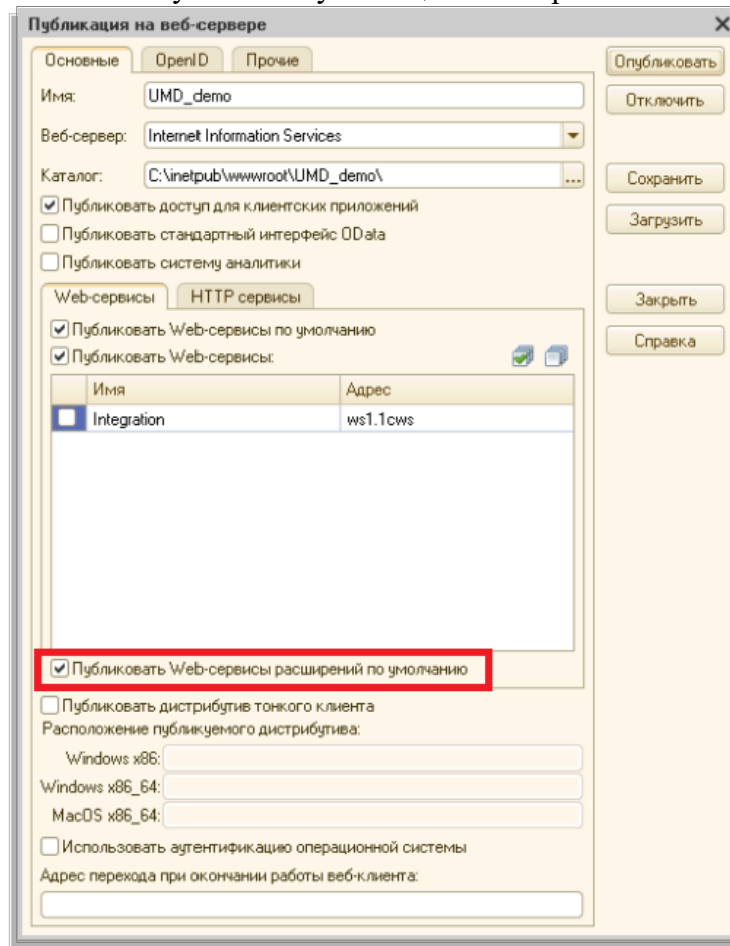 Публикация на веб-сервере
Основные OpenID Прочие
Опубликовать
Имя: UMD_demo
Отключить
Веб-сервер: Internet Information Services
Каталог: C:\inetpub\wwwroot\UMD_demo\ ...
Сохранить
Публиковать доступ для клиентских приложений
Загрузить
Публиковать стандартный интерфейс OData
Публиковать систему аналитики
Web-сервисы HTTP сервисы
Закрыть
Публиковать Web-сервисы по умолчанию
Справка
Публиковать Web-сервисы:
Имя Адрес
Integration ws1.1cws
Публиковать Web-сервисы расширений по умолчанию
Публиковать дистрибутив тонкого клиента
Расположение публикуемого дистрибутива:
Windows x86:
Windows x86_64:
MacOS x86_64:
Использовать аутентификацию операционной системы
Адрес перехода при окончании работы веб-клиента: